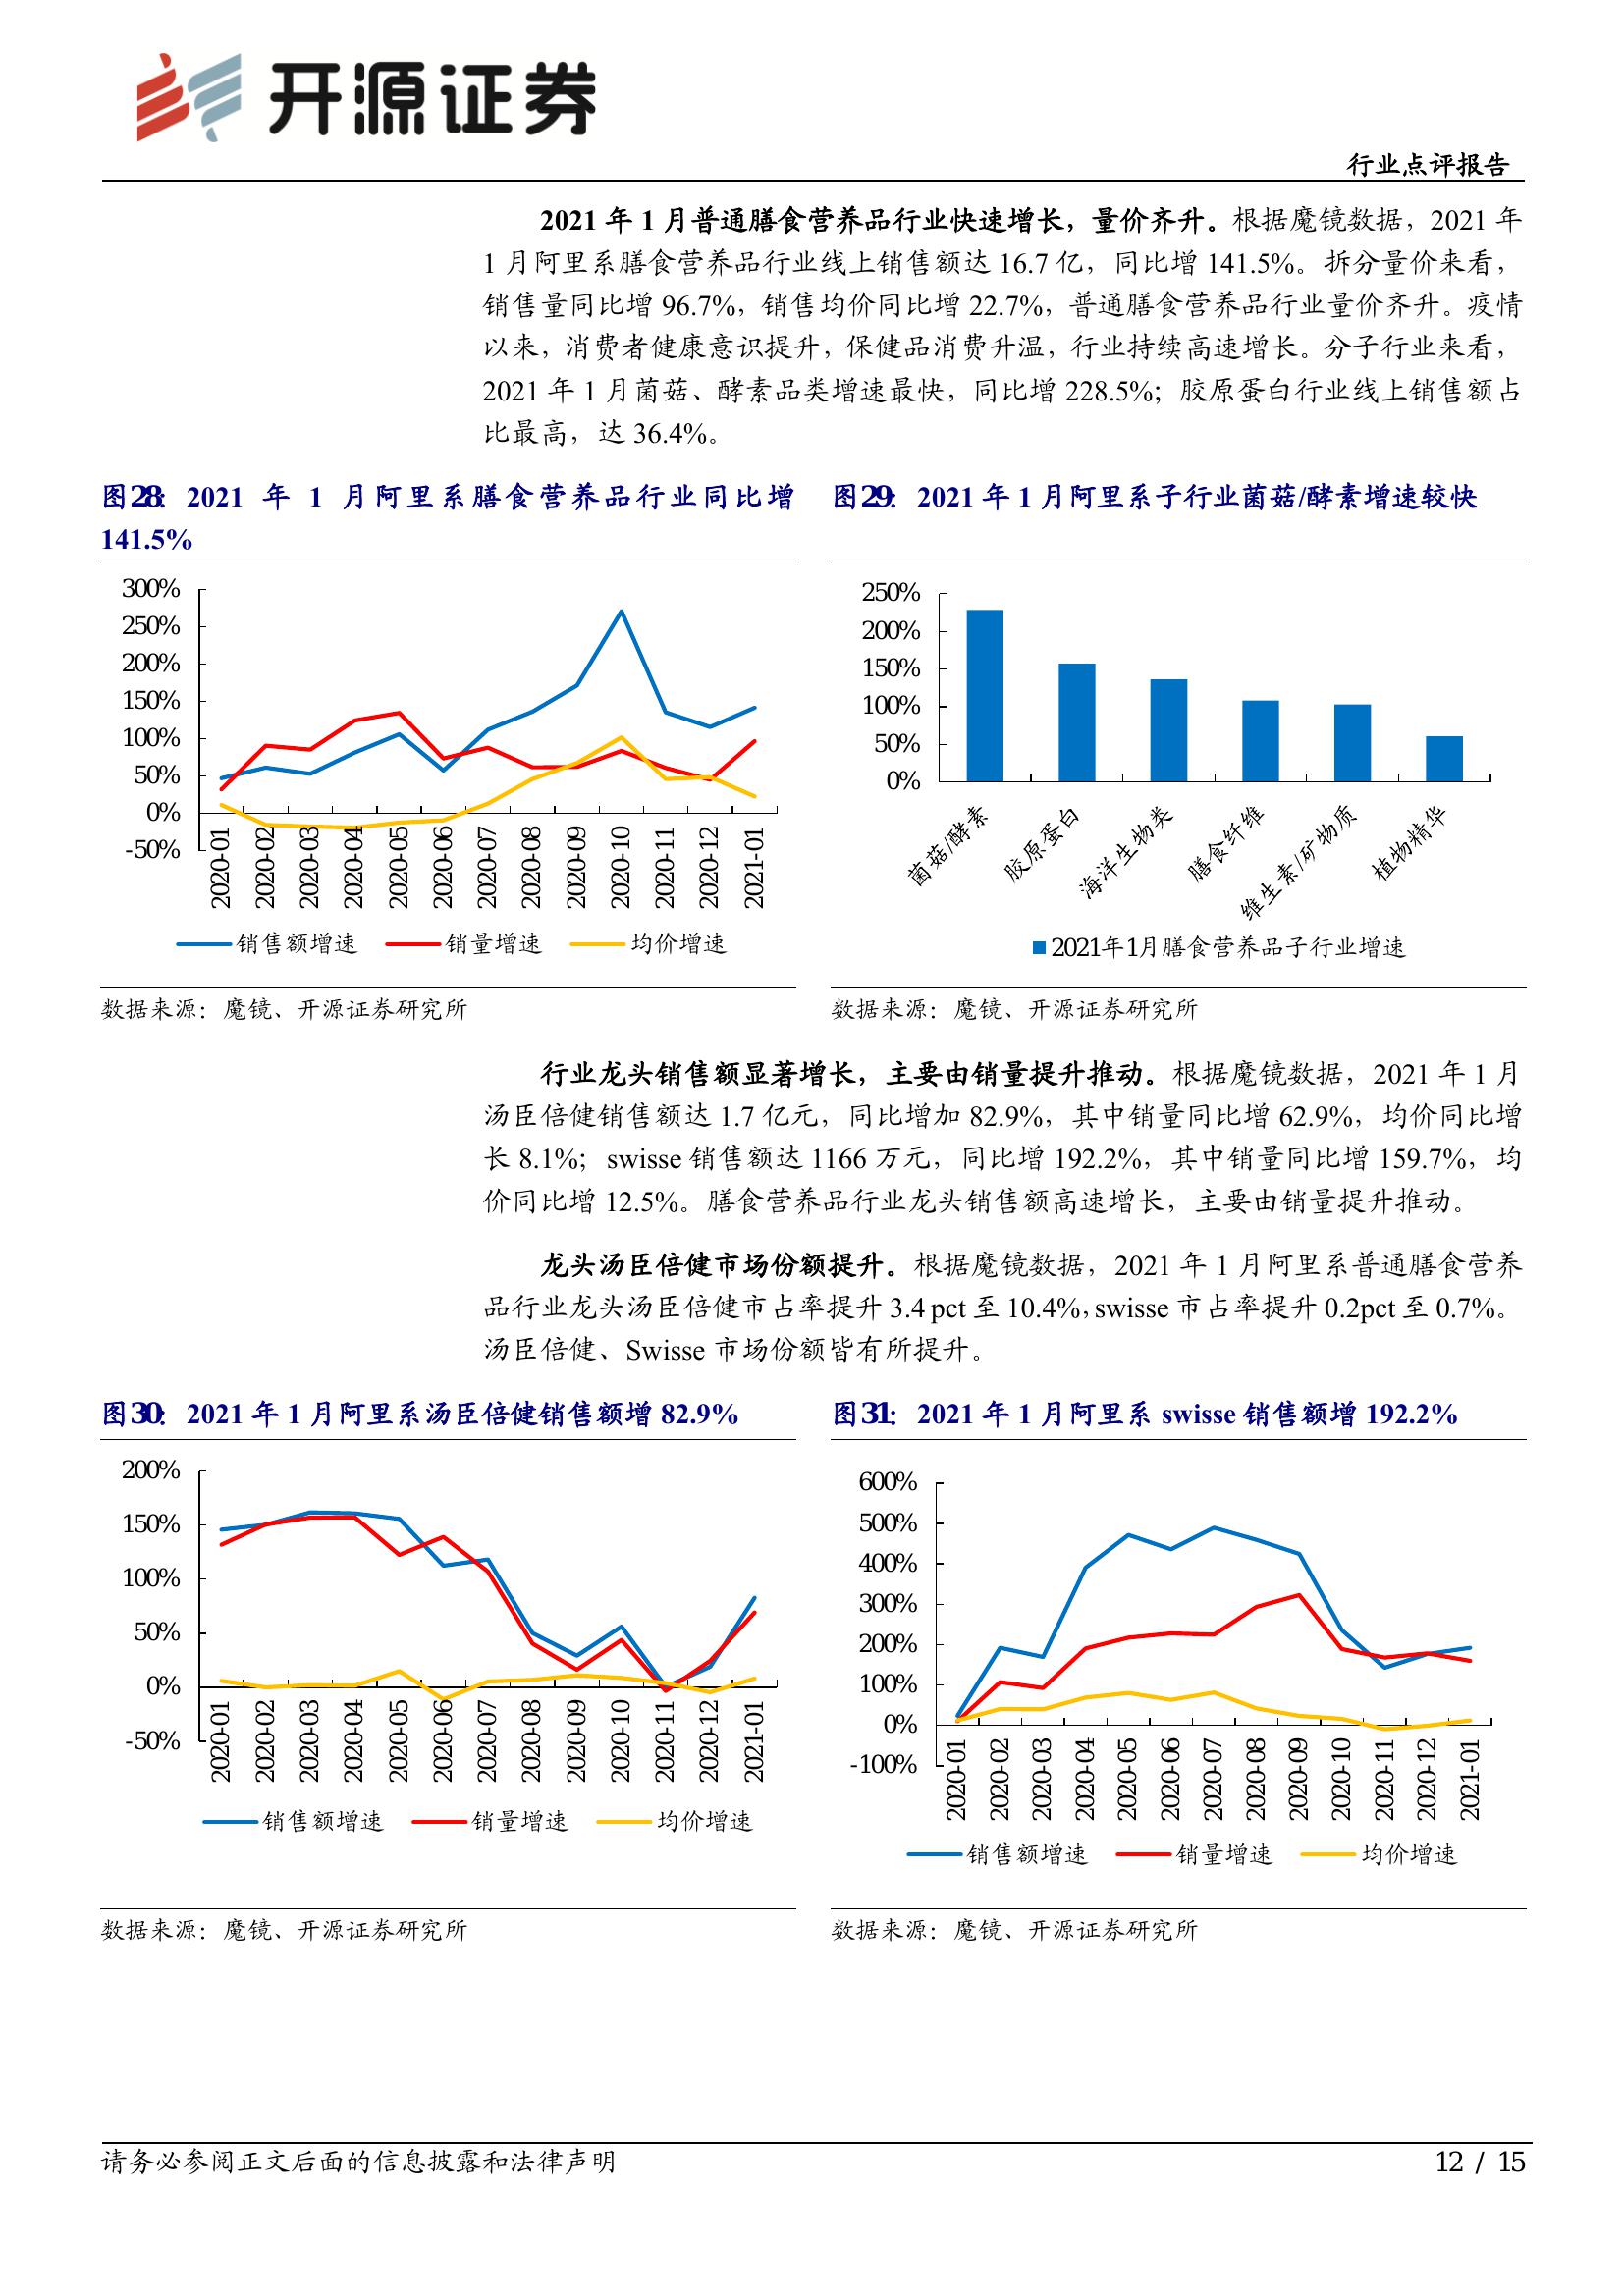 开源证券
行业点评报告
2021 年 1 月普通膳食营养品行业快速增长，量价齐升。根据魔镜数据，2021 年
1 月阿里系膳食营养品行业线上销售额达 16.7 亿，同比增 141.5%。拆分量价来看，
销售量同比增 96.7%，销售均价同比增 22.7%，普通膳食营养品行业量价齐升。疫情
以来，消费者健康意识提升，保健品消费升温，行业持续高速增长。分子行业来看，
2021 年 1 月菌菇、酵素品类增速最快，同比增 228.5%；胶原蛋白行业线上销售额占
比最高，达 36.4%。
图28：2021 年 1 月阿里系膳食营养品行业同比增
141.5%
300%
250%
200%
150%
100%
50%
0%
-50%
2020-01
2020-02
2020-03
2020-04
2020-05
2020-06
2020-07
2020-08
2020-09
2020-10
2020-11
2020-12
2021-01
销售额增速 销量增速 均价增速
数据来源：魔镜、开源证券研究所
图29：2021 年 1 月阿里系子行业菌菇/酵素增速较快
250%
200%
150%
100%
50%
0%
菌菇/酵素
胶原蛋白
海洋生物类
膳食纤维
维生素/矿物质
植物精华
2021年1月膳食营养品子行业增速
数据来源：魔镜、开源证券研究所
行业龙头销售额显著增长，主要由销量提升推动。根据魔镜数据，2021 年 1 月
汤臣倍健销售额达 1.7 亿元，同比增加 82.9%，其中销量同比增 62.9%，均价同比增
长 8.1%；swisse 销售额达 1166 万元，同比增 192.2%，其中销量同比增 159.7%，均
价同比增 12.5%。膳食营养品行业龙头销售额高速增长，主要由销量提升推动。
龙头汤臣倍健市场份额提升。根据魔镜数据，2021 年 1 月阿里系普通膳食营养
品行业龙头汤臣倍健市占率提升 3.4 pct 至 10.4%，swisse 市占率提升 0.2pct 至 0.7%。
汤臣倍健、Swisse 市场份额皆有所提升。
图30：2021 年 1 月阿里系汤臣倍健销售额增 82.9%
200%
150%
100%
50%
0%
-50%
2020-01
2020-02
2020-03
2020-04
2020-05
2020-06
2020-07
2020-08
2020-09
2020-10
2020-11
2020-12
2021-01
销售额增速 销量增速 均价增速
数据来源：魔镜、开源证券研究所
图31：2021 年 1 月阿里系 swisse 销售额增 192.2%
600%
500%
400%
300%
200%
100%
0%
-100%
2020-01
2020-02
2020-03
2020-04
2020-05
2020-06
2020-07
2020-08
2020-09
2020-10
2020-11
2020-12
2021-01
销售额增速 销量增速 均价增速
数据来源：魔镜、开源证券研究所
请务必参阅正文后面的信息披露和法律声明
12 / 15